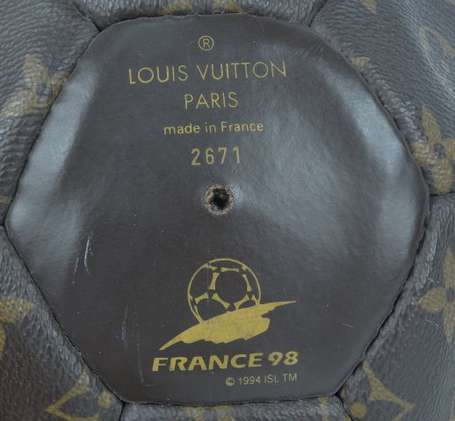 ®
LOUIS VUITTON
PARIS
made in France
2671
FRANCE 98
© 1994 ISL TM